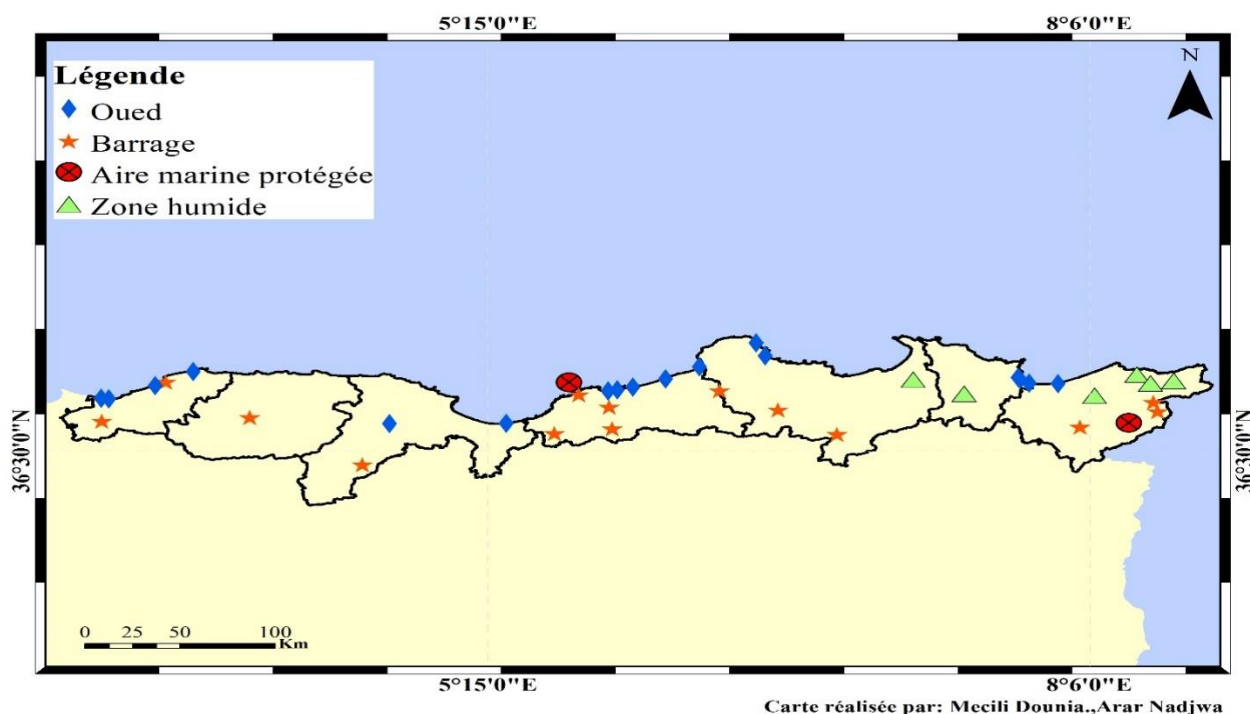 5°15'0"E 8°6'0"E
N
Légende
Oued
Barrage
Aire marine protégée
Zone humide
36°30'0"N 36°30'0"N
0 25 50 100
Km
5°15'0"E 8°6'0"E
Carte réalisée par: Mecili Dounia.,Arar Nadjwa